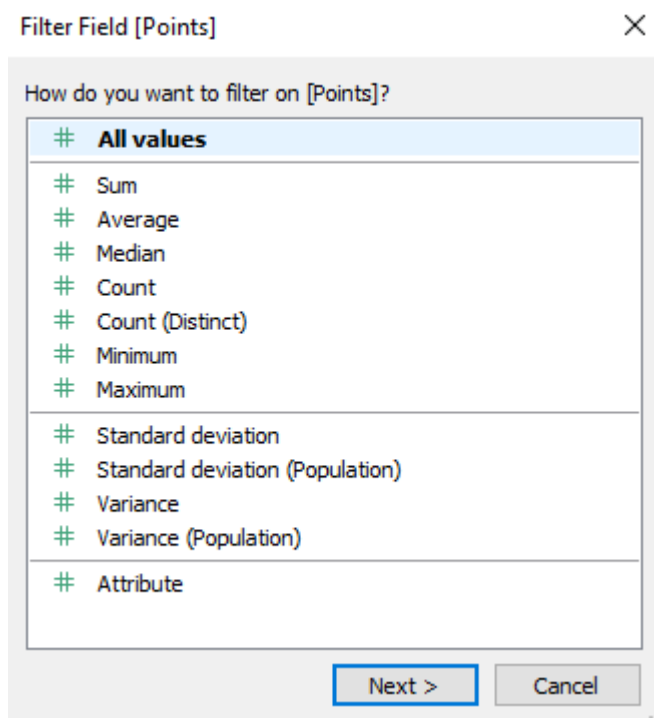 Filter Field [Points]
How do you want to filter on [Points]?
# All values
# Sum
# Average
# Median
# Count
# Count (Distinct)
# Minimum
# Maximum
# Standard deviation
# Standard deviation (Population)
# Variance
# Variance (Population)
# Attribute
Next > Cancel